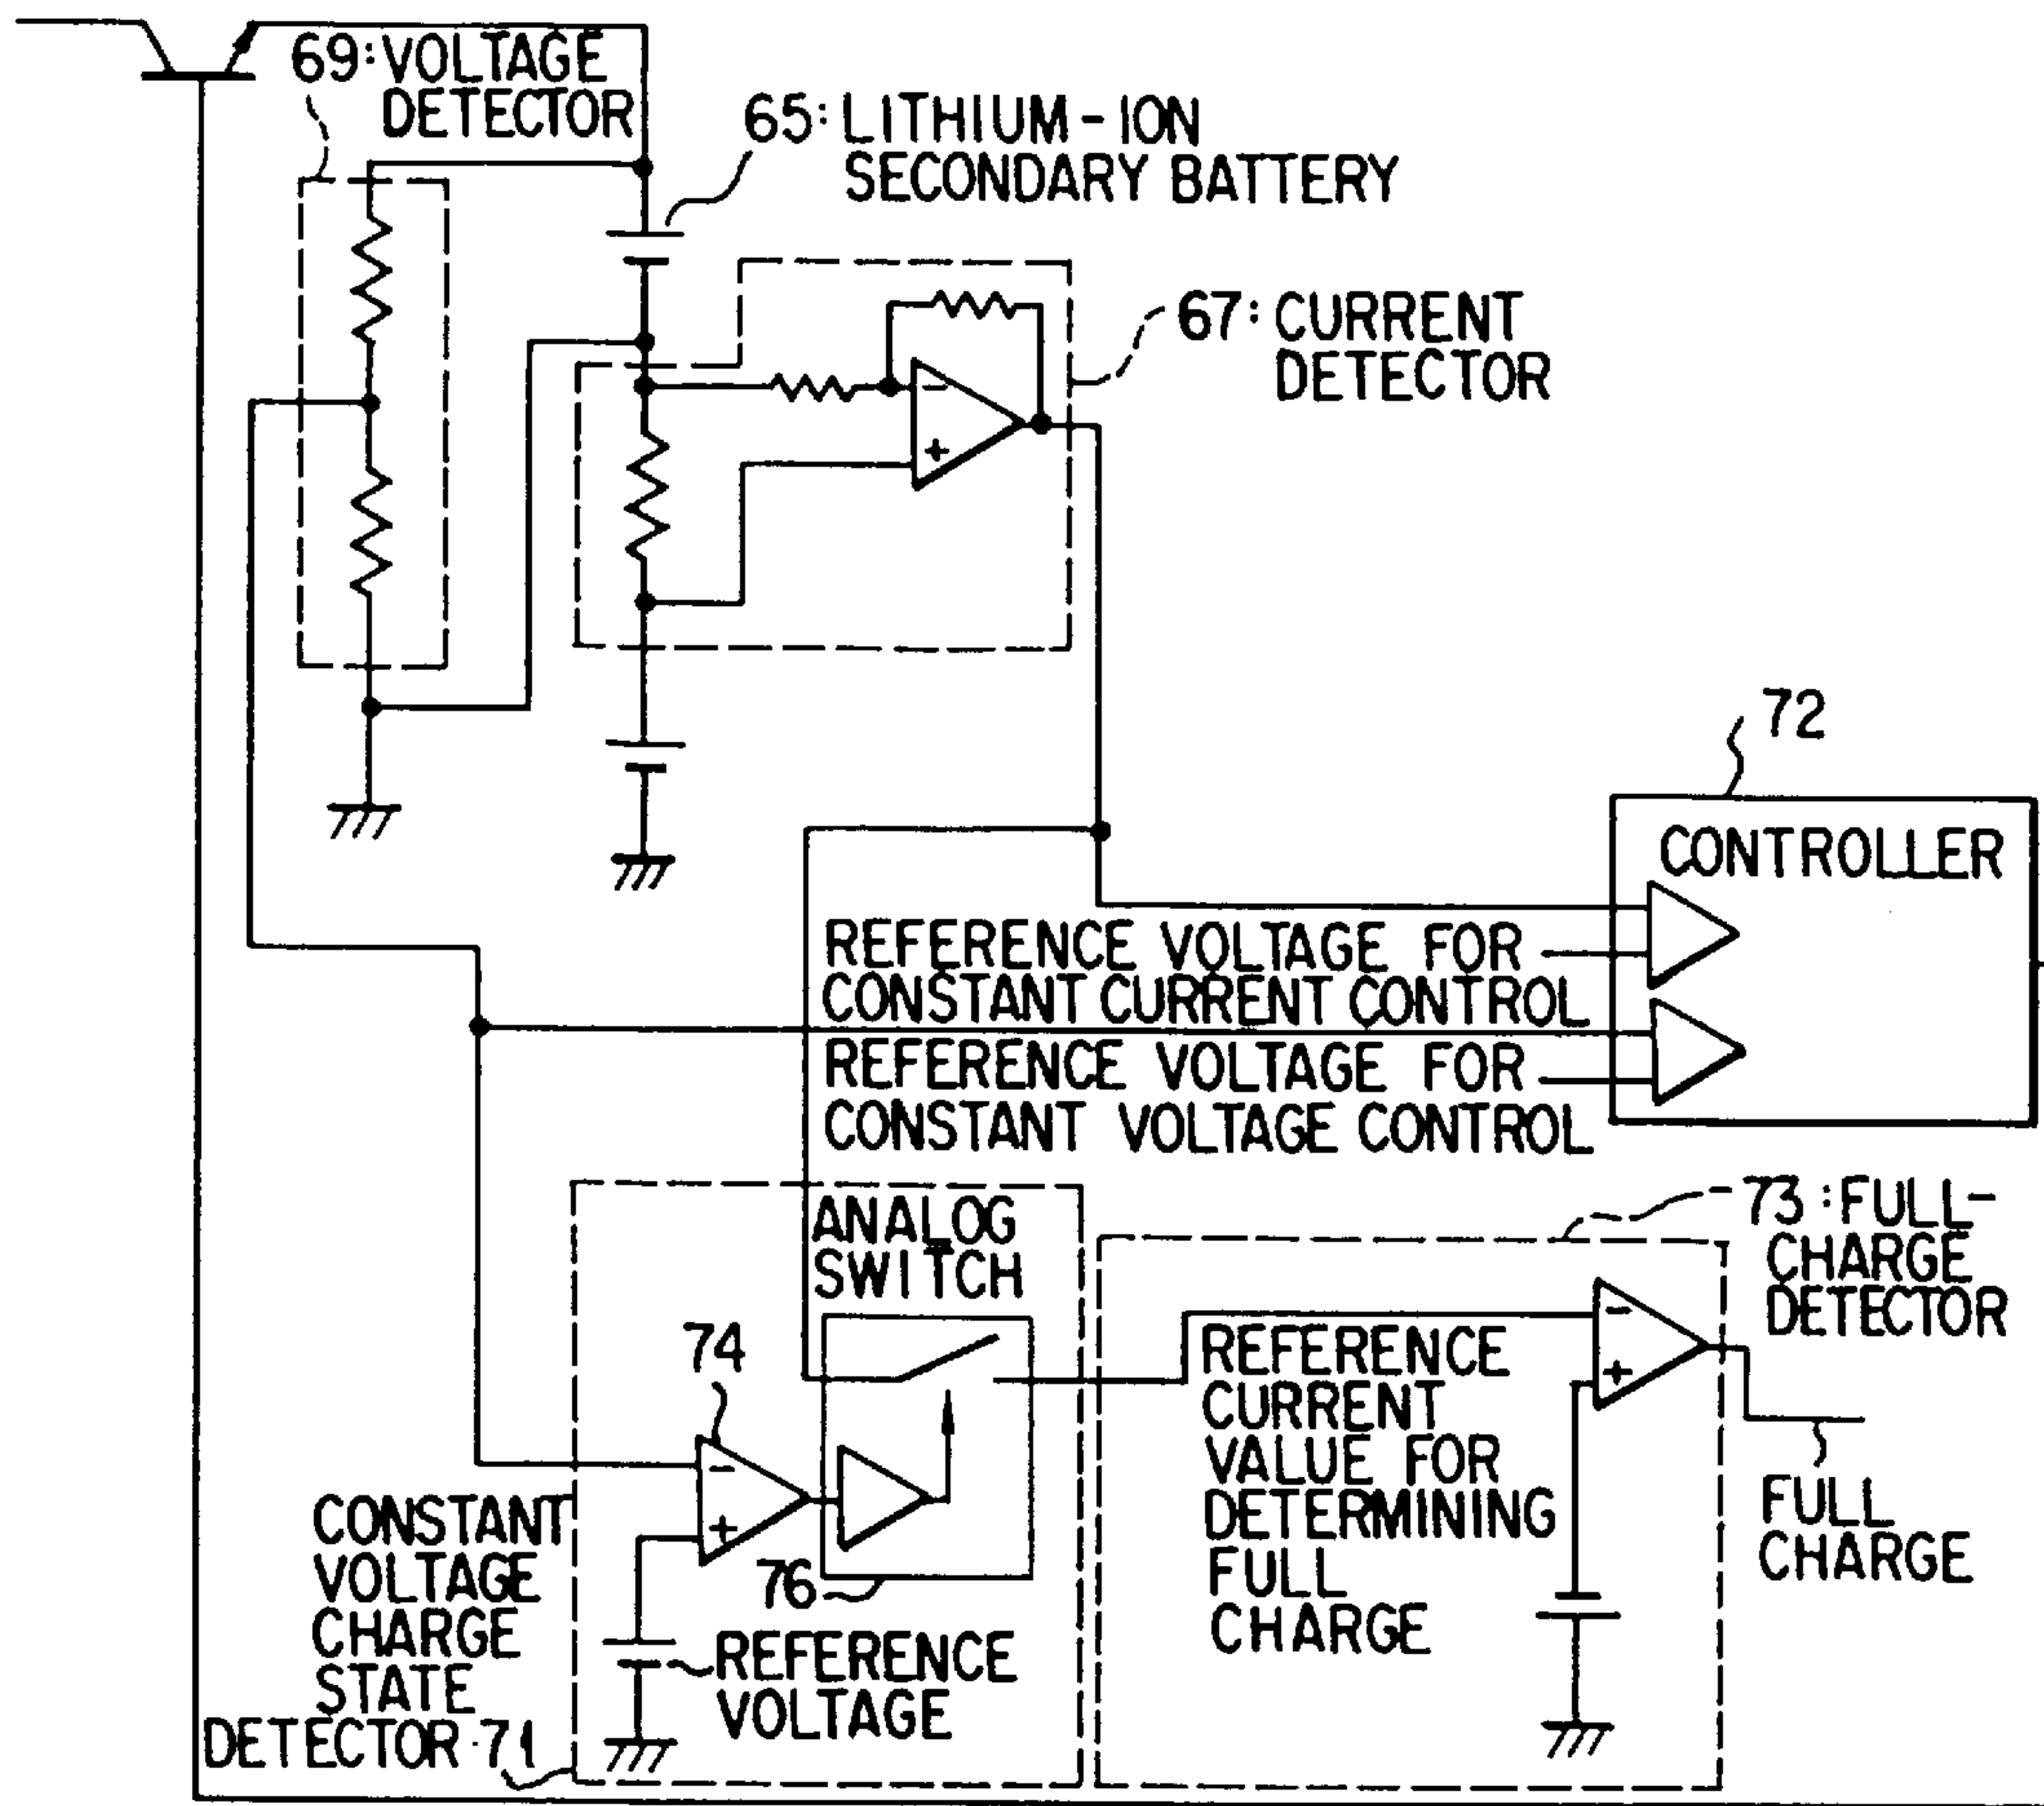 69:VOLTAGE
DETECTOR
65:LITHIUM-ION
SECONDARY BATTERY
67:CURRENT
DETECTOR
-
+
72
CONTROLLER
REFERENCE VOLTAGE FOR
CONSTANT CURRENT CONTROL
REFERENCE VOLTAGE FOR
CONSTANT VOLTAGE CONTROL
ANALOG
SWITCH
73:FULL-
CHARGE
DETECTOR
74
-
+
76
CONSTANT
VOLTAGE
CHARGE
STATE
DETECTOR 71
REFERENCE
VOLTAGE
REFERENCE
CURRENT
VALUE FOR
DETERMINING
FULL
CHARGE
-
+
FULL
CHARGE